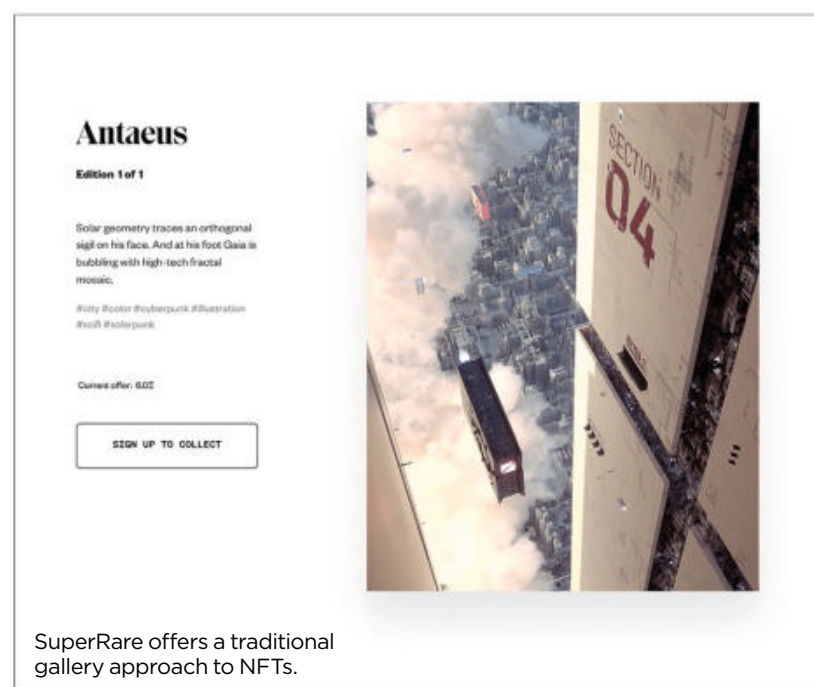 Antaeus
Edition 1 of 1
Solar geometry traces an orthogonal
sigil on his face. And at his foot Gaia is
bubbling with high-tech fractal
mosaic.
#city #color #cyberpunk #illustration
#scifi #solarpunk
Current offer: 6.0Ξ
SIGN UP TO COLLECT
SECTION
04
SuperRare offers a traditional
gallery approach to NFTs.